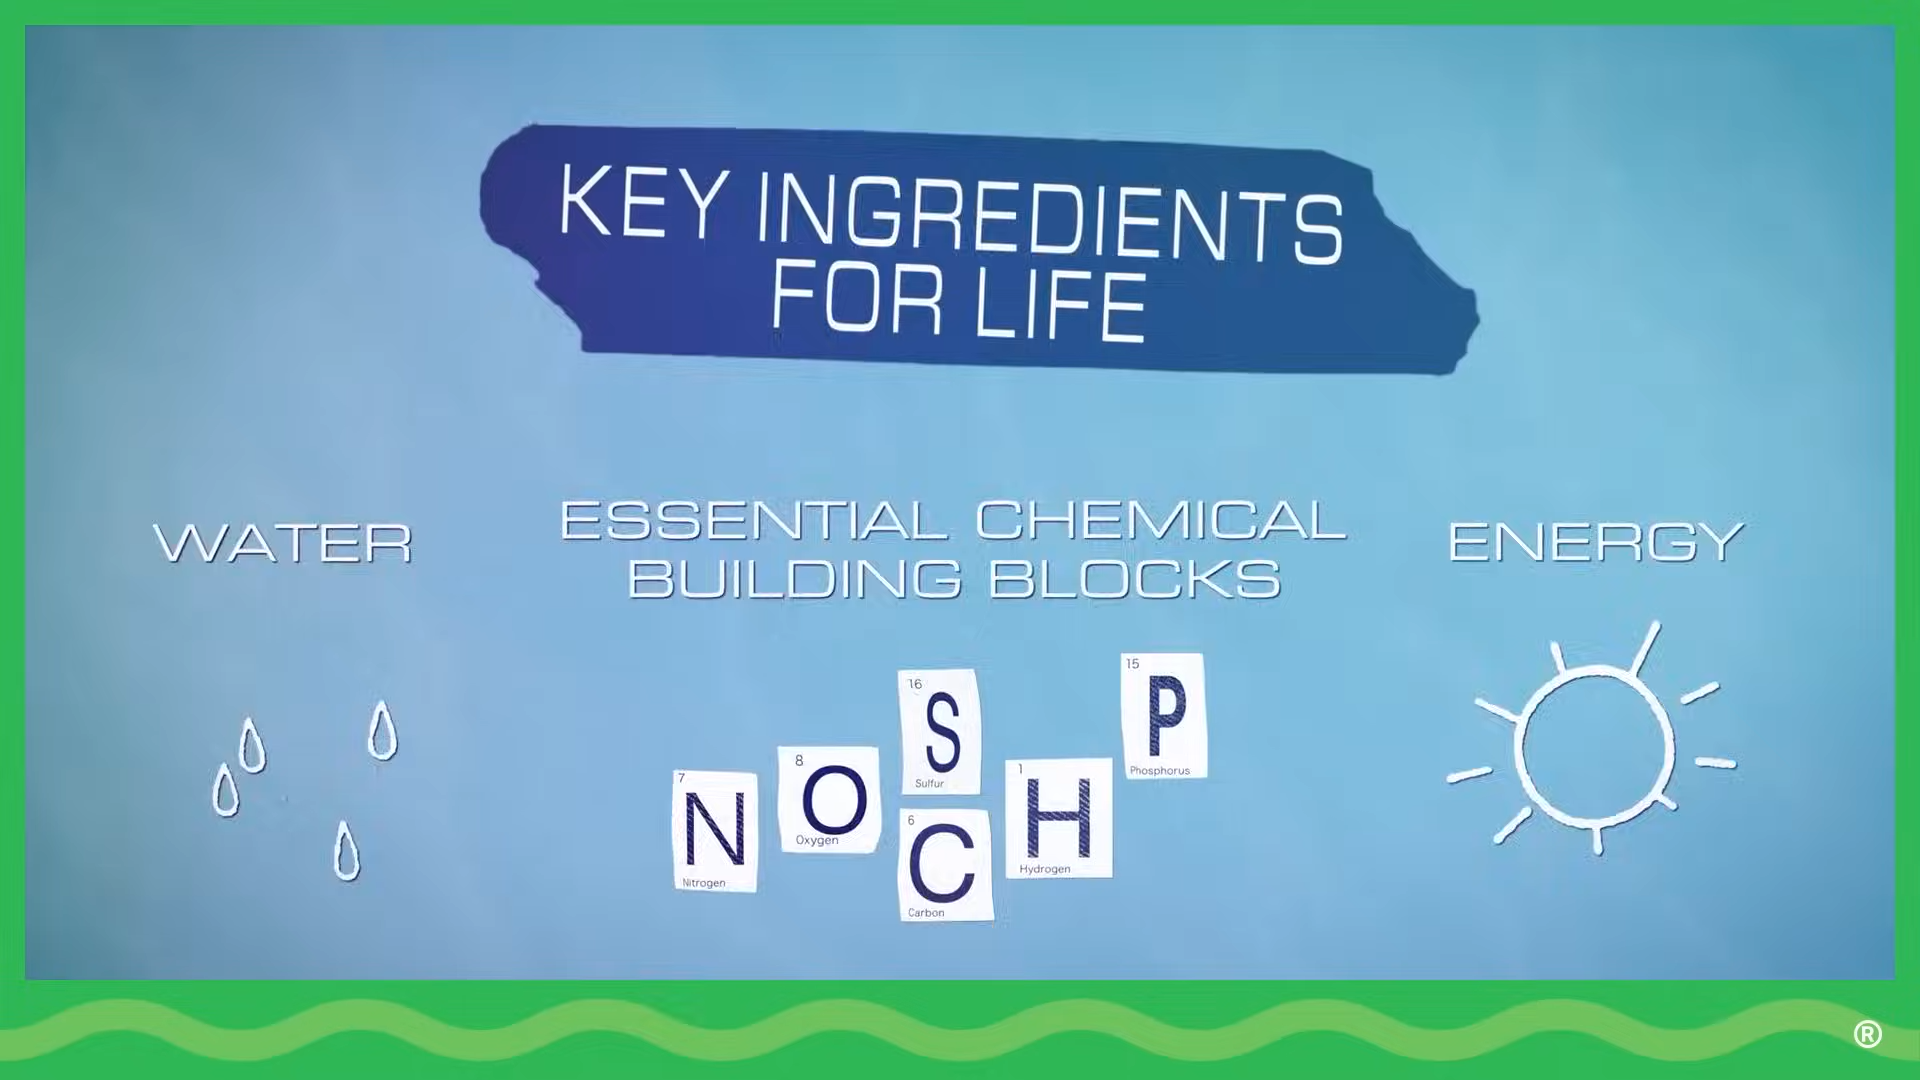 KEY INGREDIENTS
FOR LIFE
WATER
ESSENTIAL CHEMICAL
BUILDING BLOCKS
ENERGY
7
N
Nitrogen
8
O
Oxygen
16
S
Sulfur
6
C
Carbon
1
H
Hydrogen
15
P
Phosphorus
®